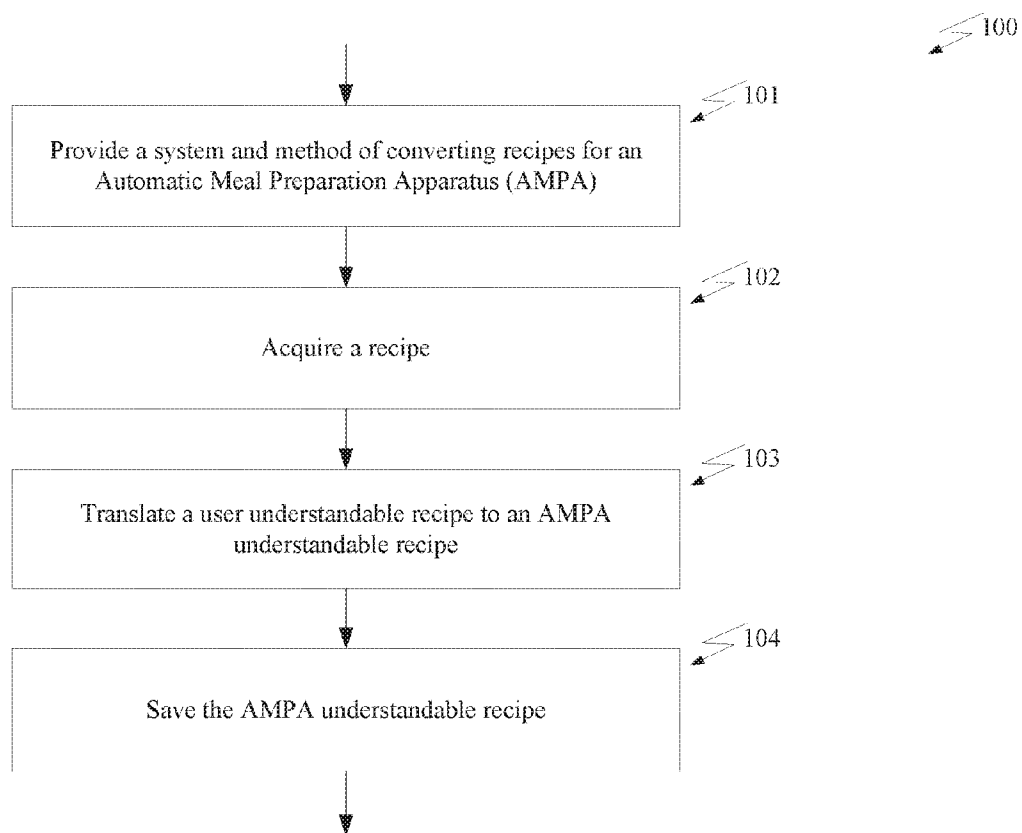 100
101
Provide a system and method of converting recipes for an
Automatic Meal Preparation Apparatus (AMPA)
102
Acquire a recipe
103
Translate a user understandable recipe to an AMPA
understandable recipe
104
Save the AMPA understandable recipe